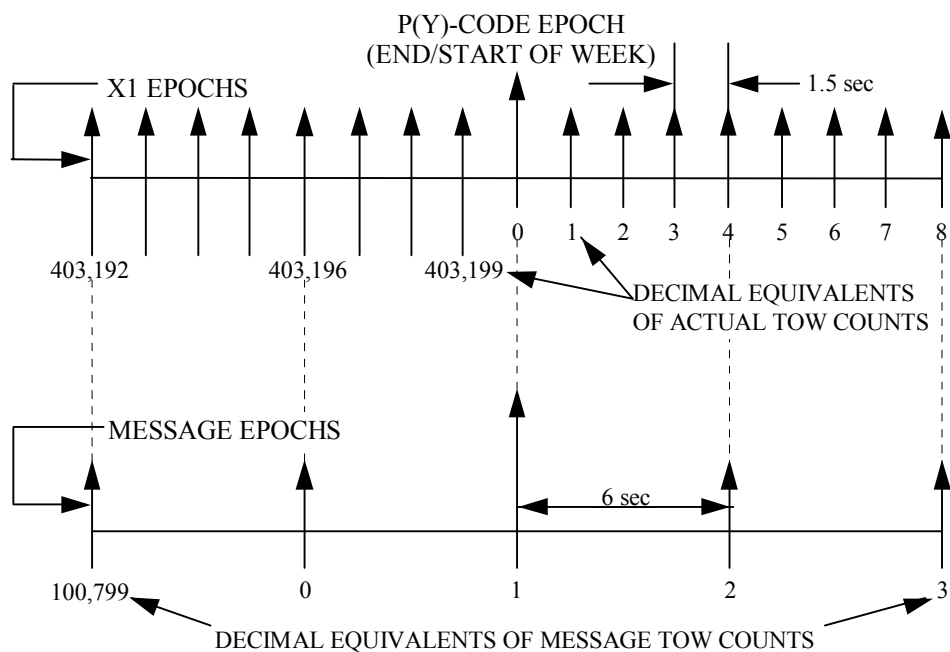 P(Y)-CODE EPOCH
(END/START OF WEEK)
X1 EPOCHS
1.5 sec
0 1 2 3 4 5 6 7 8
403,192 403,196 403,199
DECIMAL EQUIVALENTS
OF ACTUAL TOW COUNTS
MESSAGE EPOCHS
6 sec
100,799 0 1 2 3
DECIMAL EQUIVALENTS OF MESSAGE TOW COUNTS